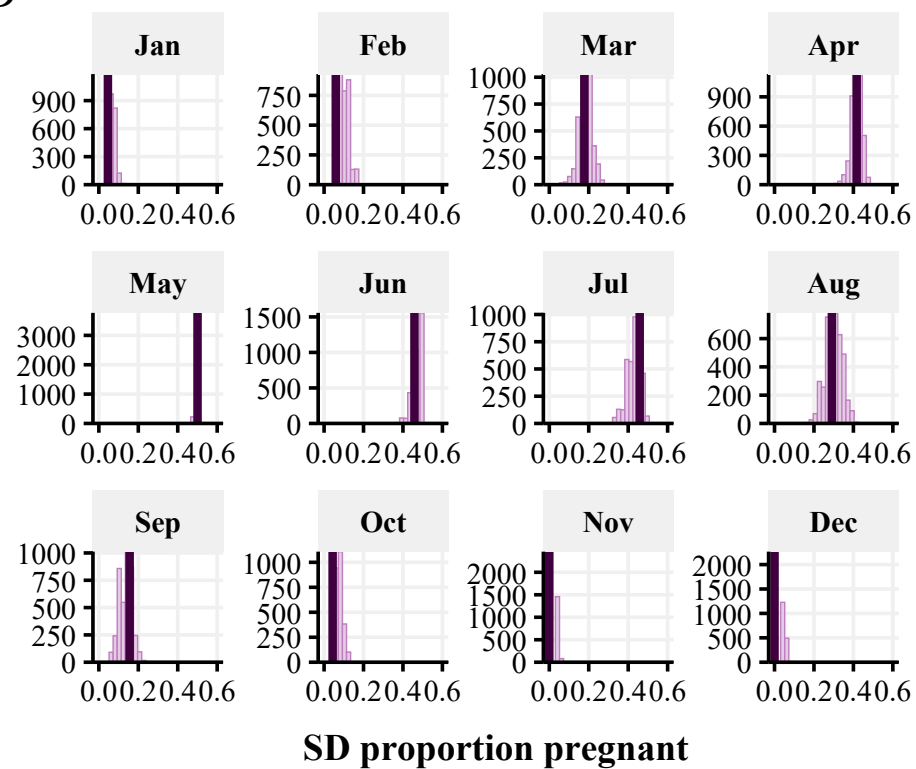 Jan Feb Mar Apr
900 750 1000 900
600 500 750 600
300 250 500 300
0 0 250 0
0
0.00.20.40.6 0.00.20.40.6 0.00.20.40.6 0.00.20.40.6
May Jun Jul Aug
3000 1500 1000 600
2000 1000 750 400
1000 500 500 200
0 0 250 0
0
0.00.20.40.6 0.00.20.40.6 0.00.20.40.6 0.00.20.40.6
Sep Oct Nov Dec
1000 1000 2000 2000
750 750 1500 1500
500 500 1000 1000
250 250 500 500
0 0 0 0
0.00.20.40.6 0.00.20.40.6 0.00.20.40.6 0.00.20.40.6
SD proportion pregnant